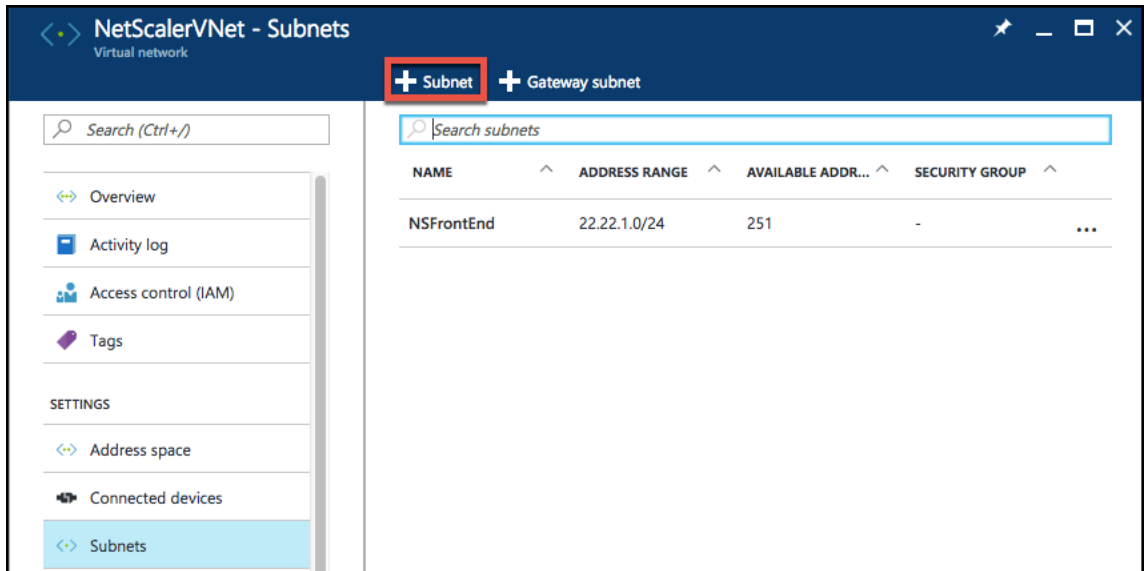 NetScalerVNet - Subnets
Virtual network
Subnet
Gateway subnet
Search (Ctrl+/)
Overview
Activity log
Access control (IAM)
Tags
SETTINGS
Address space
Connected devices
Subnets
Search subnets
NAME ADDRESS RANGE AVAILABLE ADDR... SECURITY GROUP
NSFrontEnd 22.22.1.0/24 251 - ...